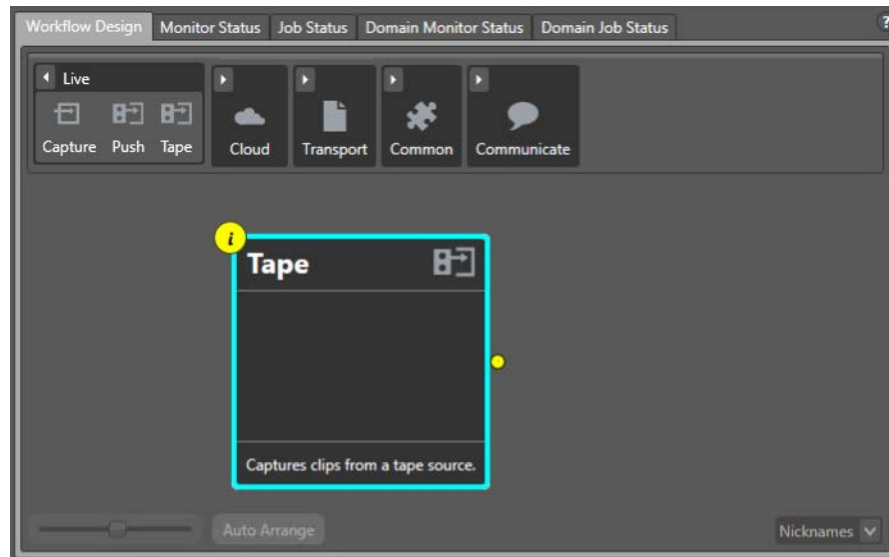 Workflow Design Monitor Status Job Status Domain Monitor Status Domain Job Status ?
Live
Capture Push Tape Cloud Transport Common Communicate
i
Tape
Captures clips from a tape source.
Auto Arrange Nicknames